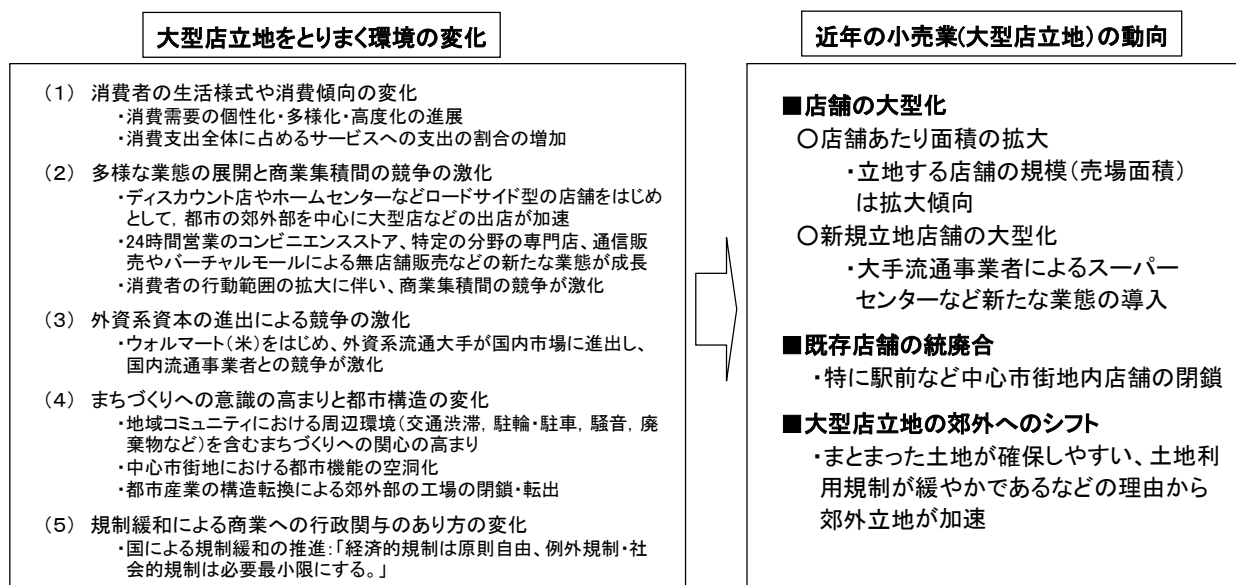 大型店立地をとりまく環境の変化
(1) 消費者の生活様式や消費傾向の変化
・消費需要の個性化・多様化・高度化の進展
・消費支出全体に占めるサービスへの支出の割合の増加
(2) 多様な業態の展開と商業集積間の競争の激化
・ディスカウント店やホームセンターなどロードサイド型の店舗をはじめ
として，都市の郊外部を中心に大型店などの出店が加速
・24時間営業のコンビニエンスストア、特定の分野の専門店、通信販
売やバーチャルモールによる無店舗販売などの新たな業態が成長
・消費者の行動範囲の拡大に伴い、商業集積間の競争が激化
(3) 外資系資本の進出による競争の激化
・ウォルマート(米)をはじめ、外資系流通大手が国内市場に進出し、
国内流通事業者との競争が激化
(4) まちづくりへの意識の高まりと都市構造の変化
・地域コミュニティにおける周辺環境(交通渋滞，駐輪・駐車，騒音，廃
棄物など)を含むまちづくりへの関心の高まり
・中心市街地における都市機能の空洞化
・都市産業の構造転換による郊外部の工場の閉鎖・転出
(5) 規制緩和による商業への行政関与のあり方の変化
・国による規制緩和の推進:「経済的規制は原則自由、例外規制・社
会的規制は必要最小限にする。」
近年の小売業(大型店立地)の動向
■店舗の大型化
○店舗あたり面積の拡大
・立地する店舗の規模(売場面積)
は拡大傾向
○新規立地店舗の大型化
・大手流通事業者によるスーパー
センターなど新たな業態の導入
■既存店舗の統廃合
・特に駅前など中心市街地内店舗の閉鎖
■大型店立地の郊外へのシフト
・まとまった土地が確保しやすい、土地利
用規制が緩やかであるなどの理由から
郊外立地が加速